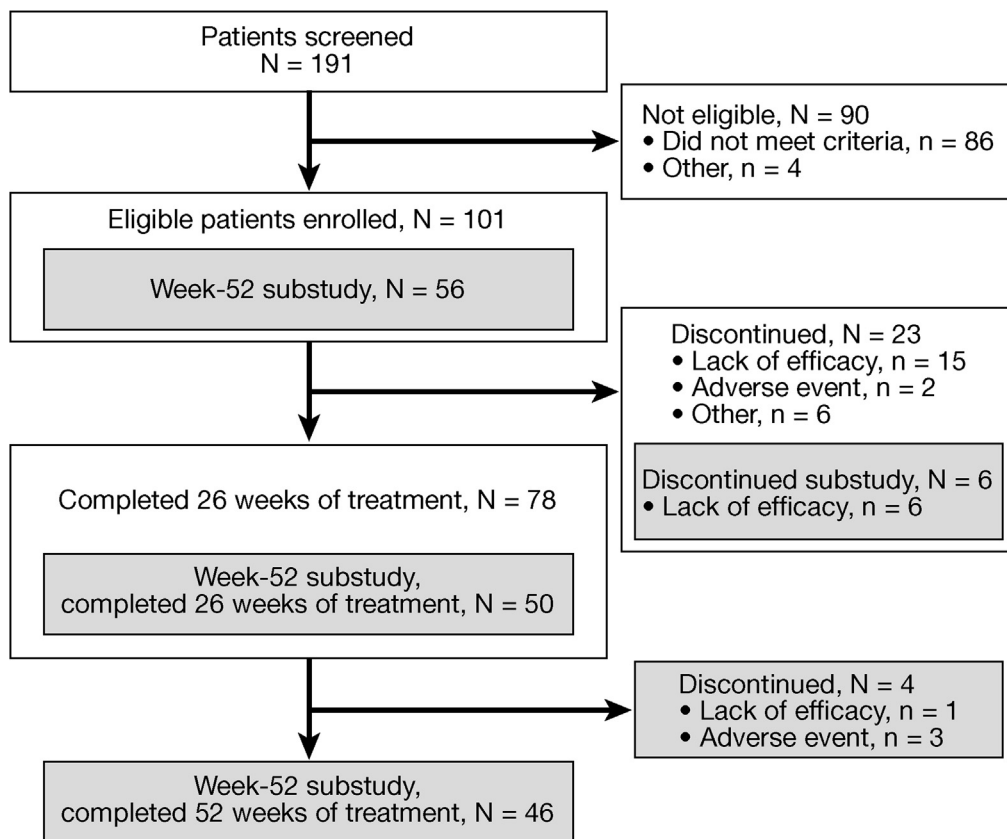 Patients screened
N = 191
Not eligible, N = 90
• Did not meet criteria, n = 86
• Other, n = 4
Eligible patients enrolled, N = 101
Week-52 substudy, N = 56
Discontinued, N = 23
• Lack of efficacy, n = 15
• Adverse event, n = 2
• Other, n = 6
Discontinued substudy, N = 6
• Lack of efficacy, n = 6
Completed 26 weeks of treatment, N = 78
Week-52 substudy,
completed 26 weeks of treatment, N = 50
Discontinued, N = 4
• Lack of efficacy, n = 1
• Adverse event, n = 3
Week-52 substudy,
completed 52 weeks of treatment, N = 46